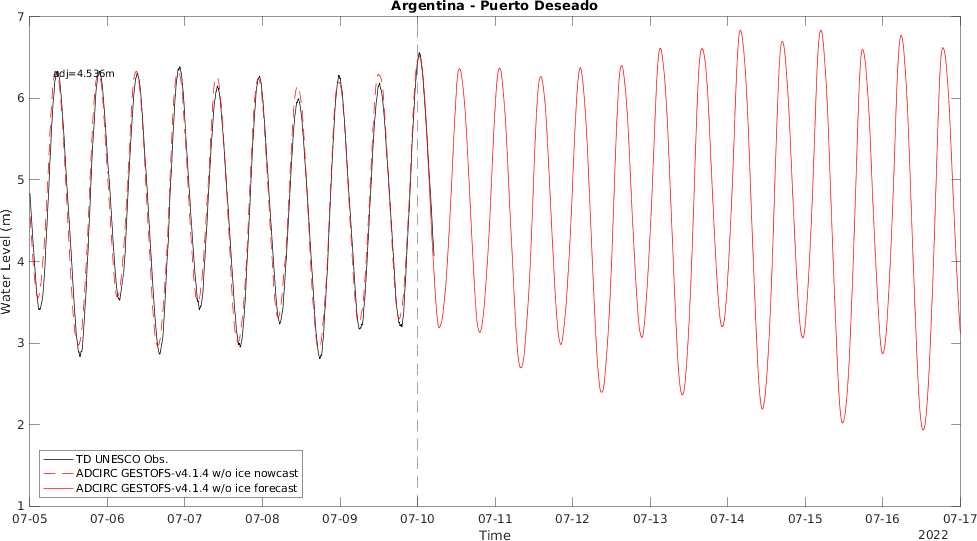 Argentina - Puerto Deseado
Water Level (m)
7
6
5
4
3
2
1
adj=4.536m
TD UNESCO Obs.
ADCIRC GESTOFS-v4.1.4 w/o ice nowcast
ADCIRC GESTOFS-v4.1.4 w/o ice forecast
07-05 07-06 07-07 07-08 07-09 07-10 07-11 07-12 07-13 07-14 07-15 07-16 07-17
Time
2022